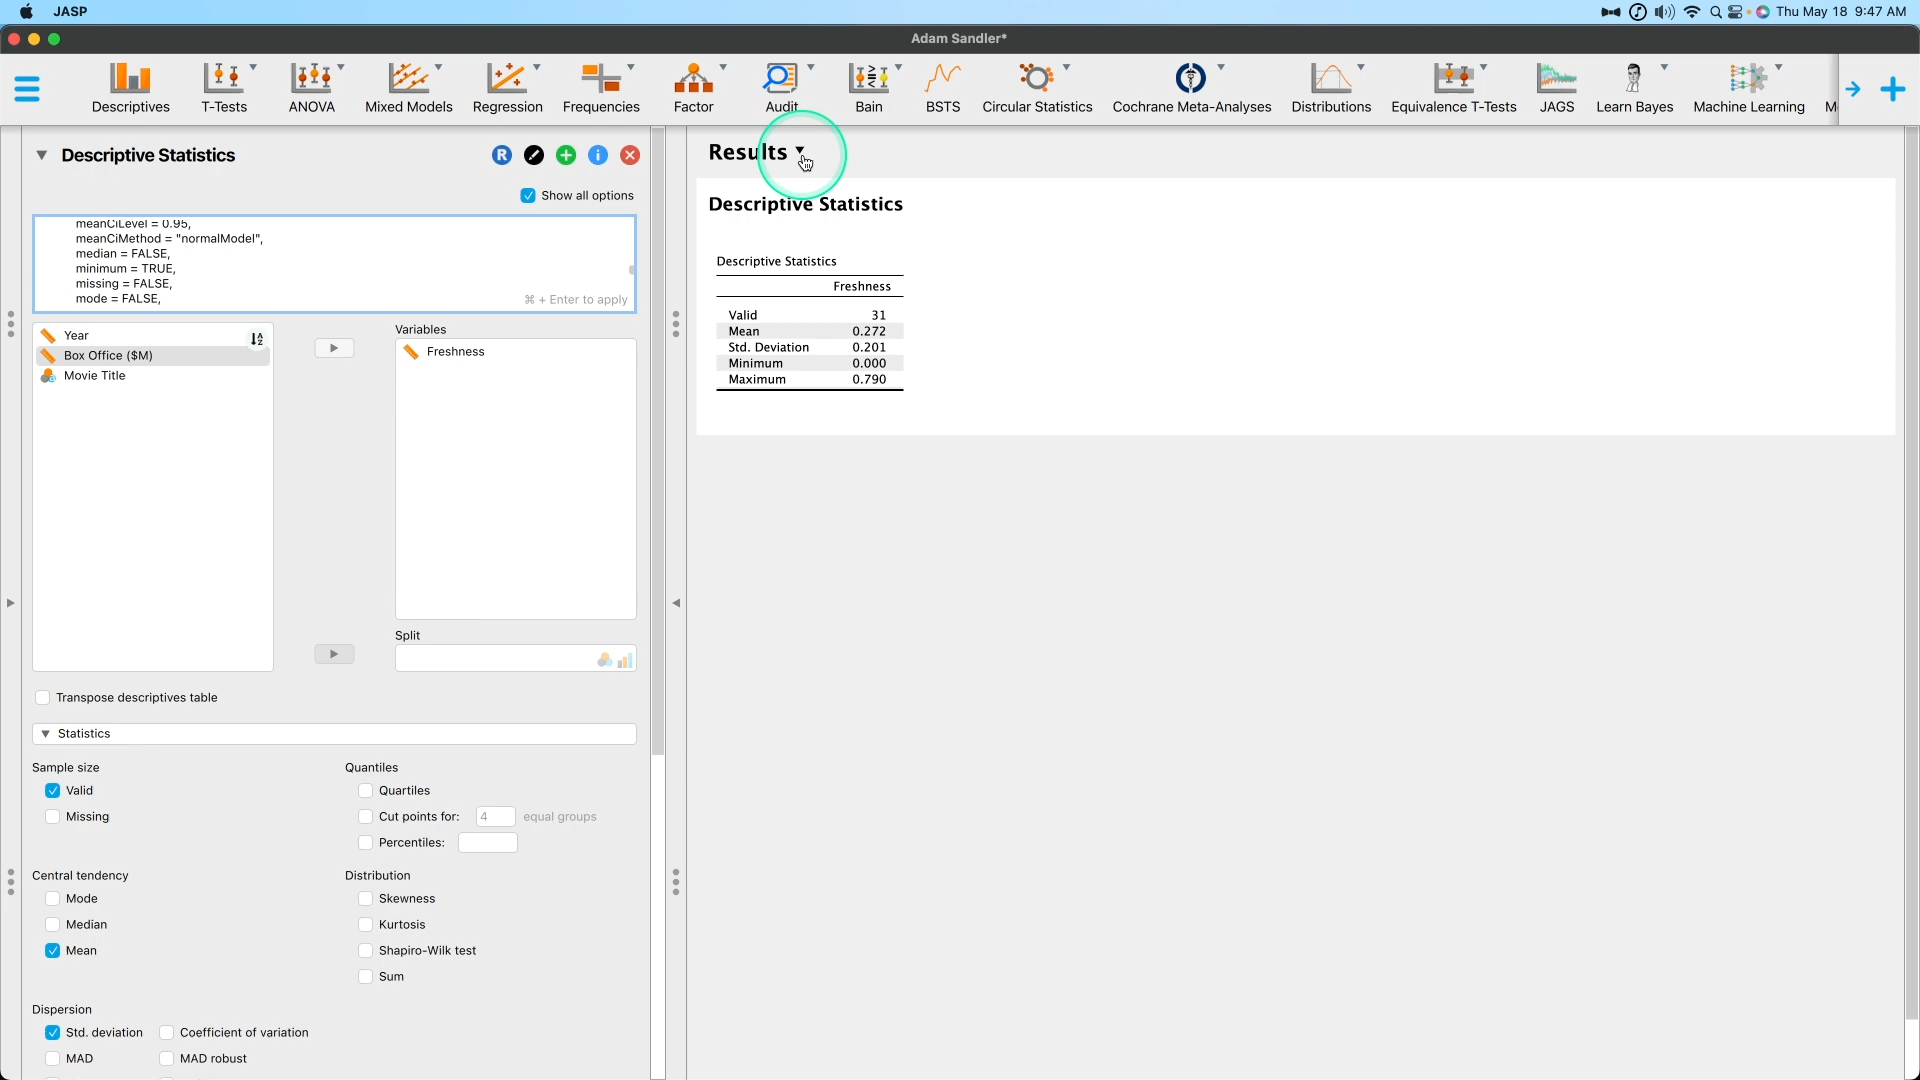 JASP
Thu May 18 9:47 AM
Adam Sandler*
Descriptives
T-Tests
ANOVA
Mixed Models
Regression
Frequencies
Factor
Audit
Bain
BSTS
Circular Statistics
Cochrane Meta-Analyses
Distributions
Equivalence T-Tests
JAGS
Learn Bayes
Machine Learning
Descriptive Statistics
R
i
Show all options
meanCiLevel = 0.95,
meanCiMethod = "normalModel",
median = FALSE,
minimum = TRUE,
missing = FALSE,
mode = FALSE,
⌘ + Enter to apply
Year
Box Office ($M)
Movie Title
Variables
Freshness
Split
Transpose descriptives table
Statistics
Sample size
Valid
Missing
Quantiles
Quartiles
Cut points for: 4 equal groups
Percentiles:
Central tendency
Mode
Median
Mean
Distribution
Skewness
Kurtosis
Shapiro-Wilk test
Sum
Dispersion
Std. deviation
Coefficient of variation
MAD
MAD robust
Results
Descriptive Statistics
Descriptive Statistics
Freshness
Valid 31
Mean 0.272
Std. Deviation 0.201
Minimum 0.000
Maximum 0.790